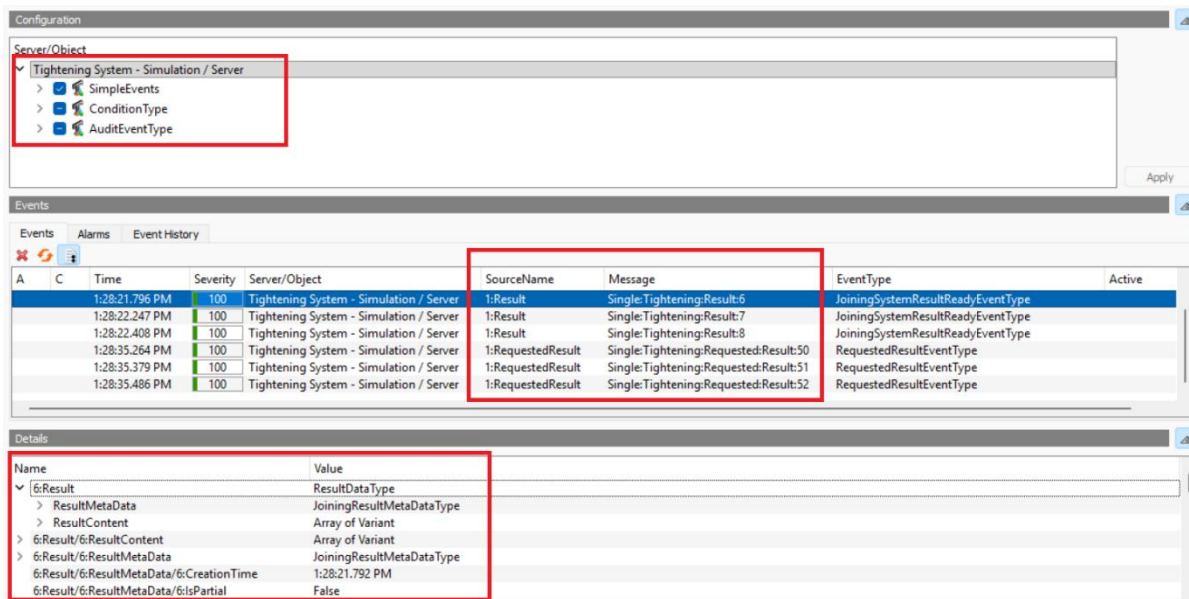 Configuration
Server/Object
Tightening System - Simulation / Server
SimpleEvents
ConditionType
AuditEventType
Apply
Events
Events Alarms Event History
A C Time Severity Server/Object SourceName Message EventType Active
1:28:21.796 PM 100 Tightening System - Simulation / Server 1:Result Single:Tightening:Result:6 JoiningSystemResultReadyEventType
1:28:22.247 PM 100 Tightening System - Simulation / Server 1:Result Single:Tightening:Result:7 JoiningSystemResultReadyEventType
1:28:22.408 PM 100 Tightening System - Simulation / Server 1:Result Single:Tightening:Result:8 JoiningSystemResultReadyEventType
1:28:35.264 PM 100 Tightening System - Simulation / Server 1:RequestedResult Single:Tightening:Requested:Result:50 RequestedResultEventType
1:28:35.379 PM 100 Tightening System - Simulation / Server 1:RequestedResult Single:Tightening:Requested:Result:51 RequestedResultEventType
1:28:35.486 PM 100 Tightening System - Simulation / Server 1:RequestedResult Single:Tightening:Requested:Result:52 RequestedResultEventType
Details
Name Value
6:Result ResultDataType
ResultMetaData JoiningResultMetaDataType
ResultContent Array of Variant
6:Result/6:ResultContent Array of Variant
6:Result/6:ResultMetaData JoiningResultMetaDataType
6:Result/6:ResultMetaData/6:CreationTime 1:28:21.792 PM
6:Result/6:ResultMetaData/6:IsPartial False